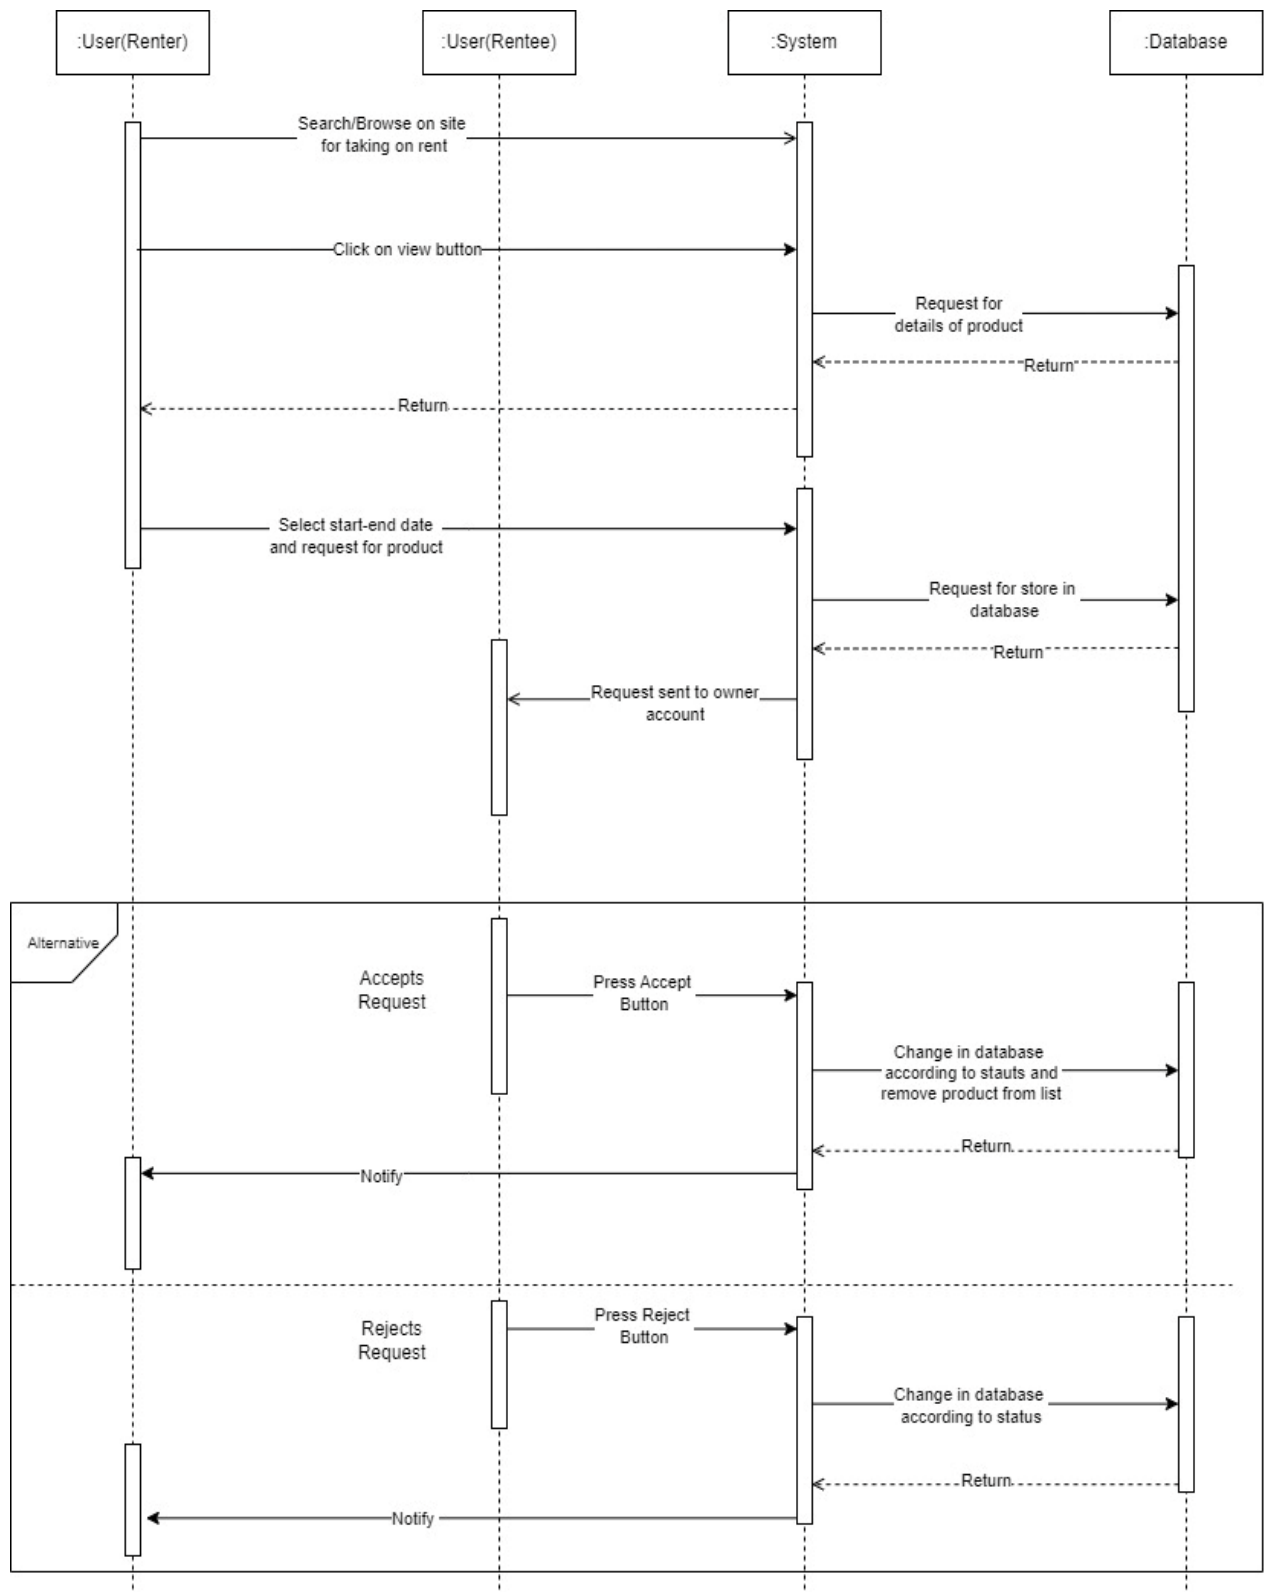 :User(Renter)
:User(Rentee)
:System
:Database
Search/Browse on site
for taking on rent
Click on view button
Request for
details of product
Return
Return
Select start-end date
and request for product
Request for store in
database
Return
Request sent to owner
account
Alternative
Accepts
Request
Press Accept
Button
Change in database
according to stauts and
remove product from list
Return
Notify
Rejects
Request
Press Reject
Button
Change in database
according to status
Return
Notify